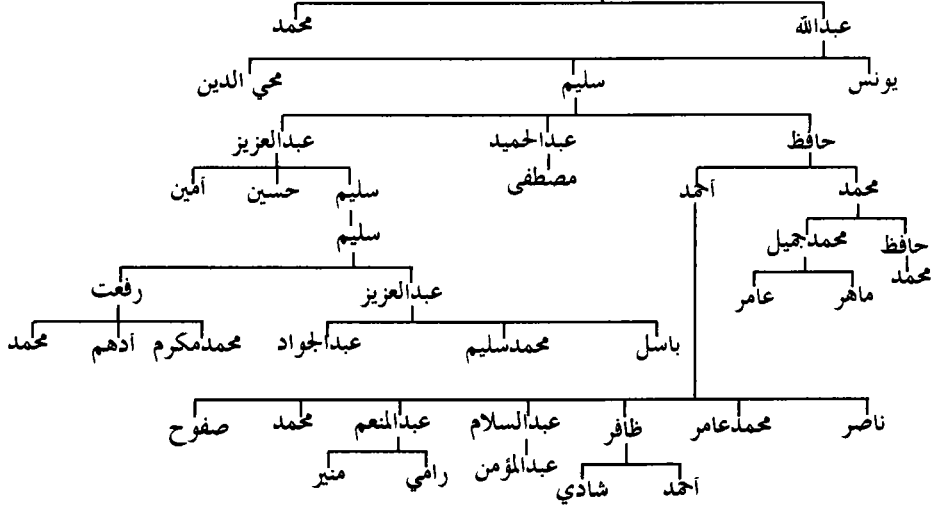 عبدالله محمد
يونس سليم محي الدين
حافظ عبدالحميد عبدالعزيز
محمد أحمد مصطفى سليم حسين أمين
حافظ محمدجميل سليم
محمد ماهر عامر عبدالعزيز رفعت
باسل محمدسليم عبدالجواد محمدمكرم أدهم محمد
ناصر محمدعامر ظافر عبدالسلام عبدالمنعم محمد صفوح
أحمد شادي عبدالمؤمن رامي منير